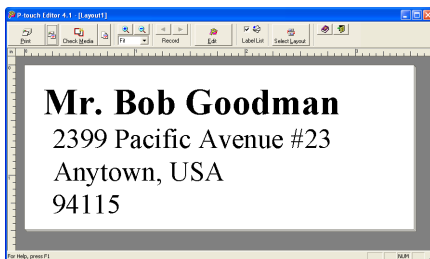 P-touch Editor 4.1 - [Layout1]
Print
Check Media
Fit
Record
Edit
Label List
Select Layout
Mr. Bob Goodman
2399 Pacific Avenue #23
Anytown, USA
94115
For Help, press F1
NUM